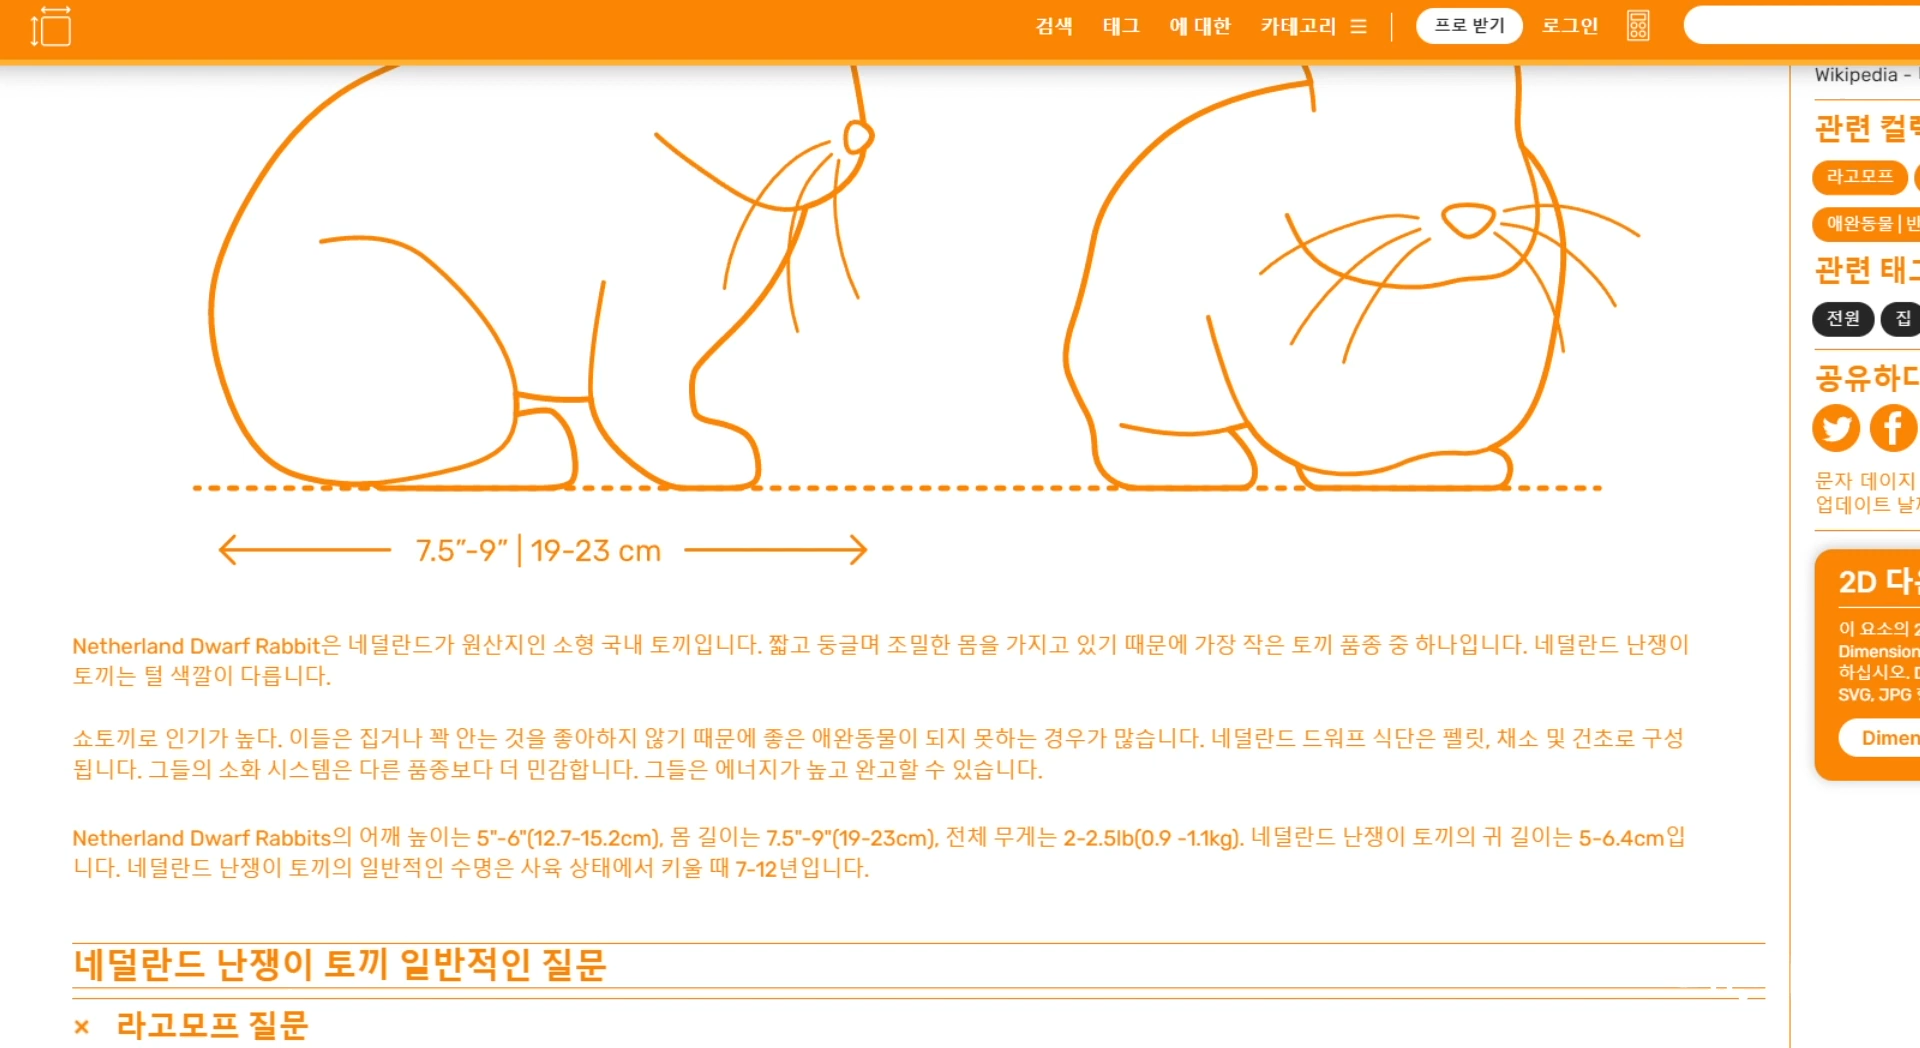 검색 태그 에 대한 카테고리 프로 받기 로그인
Wikipedia -
관련
라고모프
애완동물 |
관련
전원 집
공유하다
문자 데이지
업데이트
7.5”-9” | 19-23 cm
Netherland Dwarf Rabbit은 네덜란드가 원산지인 소형 국내 토끼입니다. 짧고 둥글며 조밀한 몸을 가지고 있기 때문에 가장 작은 토끼 품종 중 하나입니다. 네덜란드 난쟁이
토끼는 털 색깔이 다릅니다.
쇼토끼로 인기가 높다. 이들은 집거나 꽉 안는 것을 좋아하지 않기 때문에 좋은 애완동물이 되지 못하는 경우가 많습니다. 네덜란드 드워프 식단은 펠릿, 채소 및 건초로 구성
됩니다. 그들의 소화 시스템은 다른 품종보다 더 민감합니다. 그들은 에너지가 높고 완고할 수 있습니다.
Netherland Dwarf Rabbits의 어깨 높이는 5"-6"(12.7-15.2cm), 몸 길이는 7.5"-9"(19-23cm), 전체 무게는 2-2.5lb(0.9 -1.1kg). 네덜란드 난쟁이 토끼의 귀 길이는 5-6.4cm입
니다. 네덜란드 난쟁이 토끼의 일반적인 수명은 사육 상태에서 키울 때 7-12년입니다.
네덜란드 난쟁이 토끼 일반적인 질문
× 라고모프 질문
2D
이 요소의
Dimension
하십시오.
SVG, JPG
Dimen